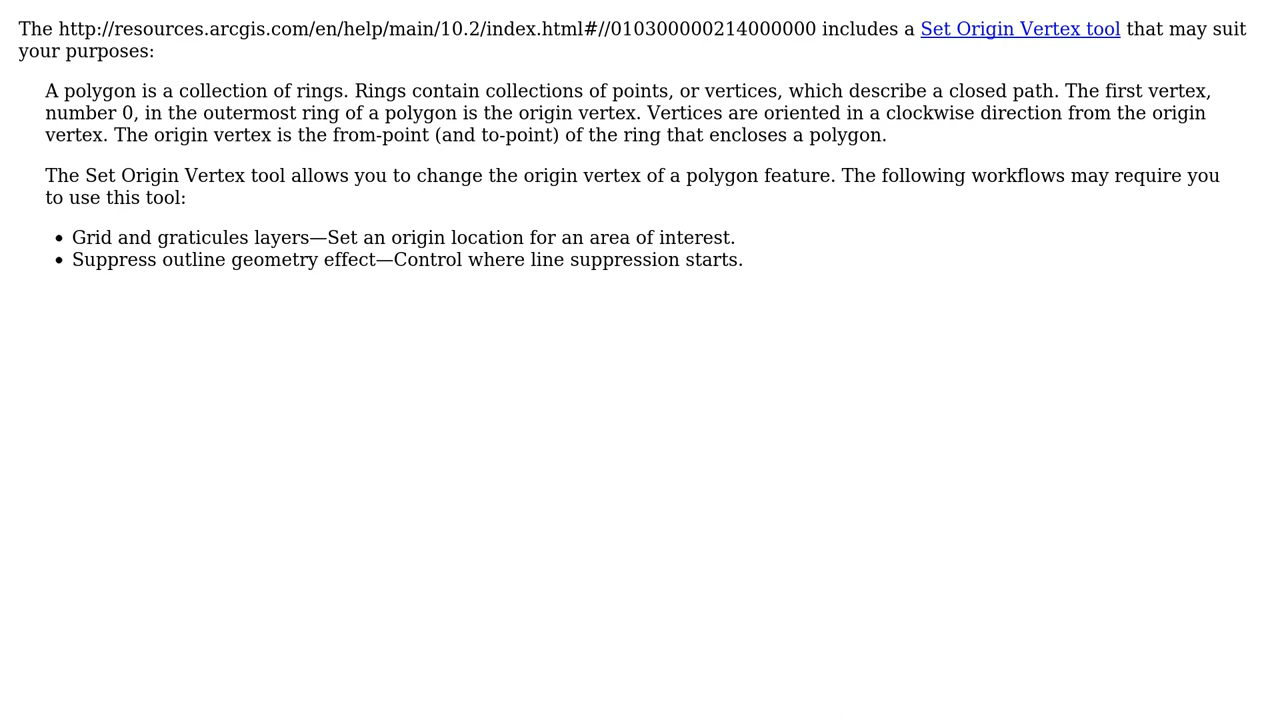 The http://resources.arcgis.com/en/help/main/10.2/index.html#//010300000214000000 includes a Set Origin Vertex tool that may suit
your purposes:
A polygon is a collection of rings. Rings contain collections of points, or vertices, which describe a closed path. The first vertex,
number 0, in the outermost ring of a polygon is the origin vertex. Vertices are oriented in a clockwise direction from the origin
vertex. The origin vertex is the from-point (and to-point) of the ring that encloses a polygon.
The Set Origin Vertex tool allows you to change the origin vertex of a polygon feature. The following workflows may require you
to use this tool:
• Grid and graticules layers—Set an origin location for an area of interest.
• Suppress outline geometry effect—Control where line suppression starts.